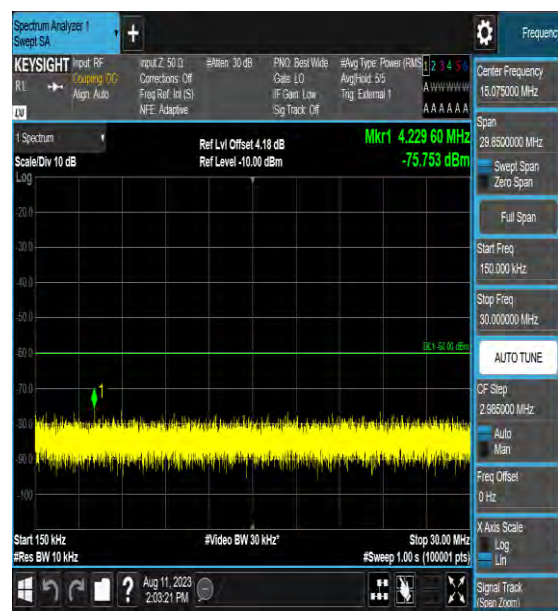 Spectrum Analyzer 1
Swept SA
+
Frequenc
KEYSIGHT
Input: RF
Coupling: DC
Align: Auto
Input Z: 50 Ω
Corrections: Off
Freq Ref: Int (S)
NFE: Adaptive
#Atten: 30 dB
PNO: Best Wide
Gate: LO
IF Gain: Low
Sig Track: Off
#Avg Type: Power (RMS
Avg|Hold: 5/5
Trig: External 1
1 2 3 4 5 6
A W W W W W
A A A A A A
R L
LW
1 Spectrum
Scale/Div 10 dB
Log
Ref Lvl Offset 4.18 dB
Ref Level -10.00 dBm
Mkr1 4.229 60 MHz
-75.753 dBm
-20.0
-30.0
-40.0
-50.0
-60.0
-70.0
-80.0
-90.0
-100
DL1 -60.00 dBm
1
Start 150 kHz
#Res BW 10 kHz
#Video BW 30 kHz*
Stop 30.00 MHz
#Sweep 1.00 s (100001 pts)
?
Aug 11, 2023
2:03:21 PM
Center Frequency
15.075000 MHz
Span
29.8500000 MHz
Swept Span
Zero Span
Full Span
Start Freq
150.000 kHz
Stop Freq
30.000000 MHz
AUTO TUNE
CF Step
2.985000 MHz
Auto
Man
Freq Offset
0 Hz
X Axis Scale
Log
Lin
Signal Track
(Span Zoom)